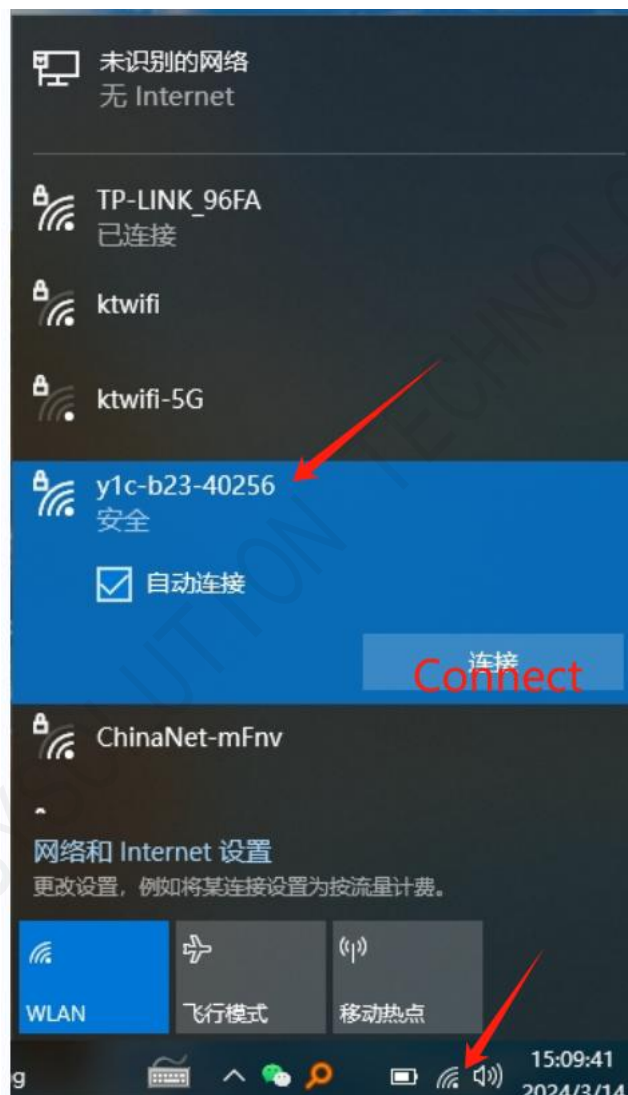 未识别的网络
无 Internet
TP-LINK_96FA
已连接
ktwifi
ktwifi-5G
y1c-b23-40256
安全
自动连接
连接
Connect
ChinaNet-mFnv
网络和 Internet 设置
更改设置，例如将某连接设置为按流量计费。
WLAN
飞行模式
移动热点
g
15:09:41
2024/3/14